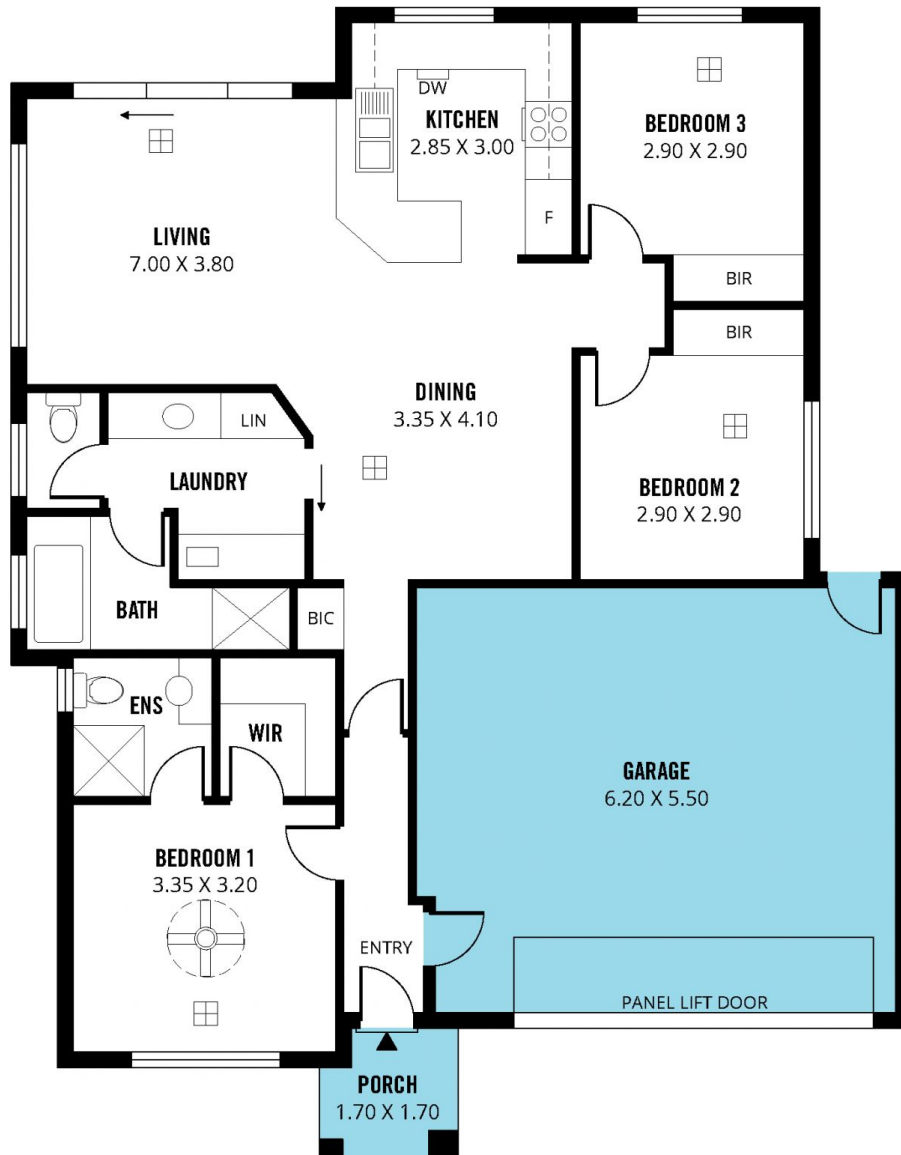 DW
KITCHEN
2.85 X 3.00
BEDROOM 3
2.90 X 2.90
F
LIVING
7.00 X 3.80
BIR
BIR
DINING
3.35 X 4.10
LIN
LAUNDRY
BEDROOM 2
2.90 X 2.90
BATH
BIC
ENS
WIR
GARAGE
6.20 X 5.50
BEDROOM 1
3.35 X 3.20
ENTRY
PANEL LIFT DOOR
PORCH
1.70 X 1.70